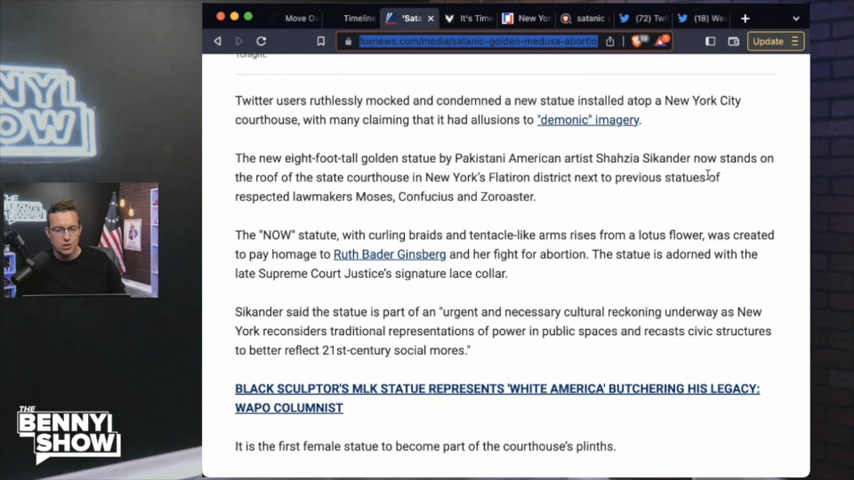 Move Ov
Timeline
'Sata
It's Time
New Yor
satanic
(72) Twi
(18) Wea
foxnews.com/media/satanic-golden-medusa-abortic
Update
Tonight.
Twitter users ruthlessly mocked and condemned a new statue installed atop a New York City
courthouse, with many claiming that it had allusions to "demonic" imagery.
The new eight-foot-tall golden statue by Pakistani American artist Shahzia Sikander now stands on
the roof of the state courthouse in New York's Flatiron district next to previous statues of
respected lawmakers Moses, Confucius and Zoroaster.
The "NOW" statute, with curling braids and tentacle-like arms rises from a lotus flower, was created
to pay homage to Ruth Bader Ginsberg and her fight for abortion. The statue is adorned with the
late Supreme Court Justice's signature lace collar.
Sikander said the statue is part of an "urgent and necessary cultural reckoning underway as New
York reconsiders traditional representations of power in public spaces and recasts civic structures
to better reflect 21st-century social mores."
BLACK SCULPTOR'S MLK STATUE REPRESENTS 'WHITE AMERICA' BUTCHERING HIS LEGACY:
WAPO COLUMNIST
It is the first female statue to become part of the courthouse's plinths.
NNY
HOW
THE
BENNY
SHOW